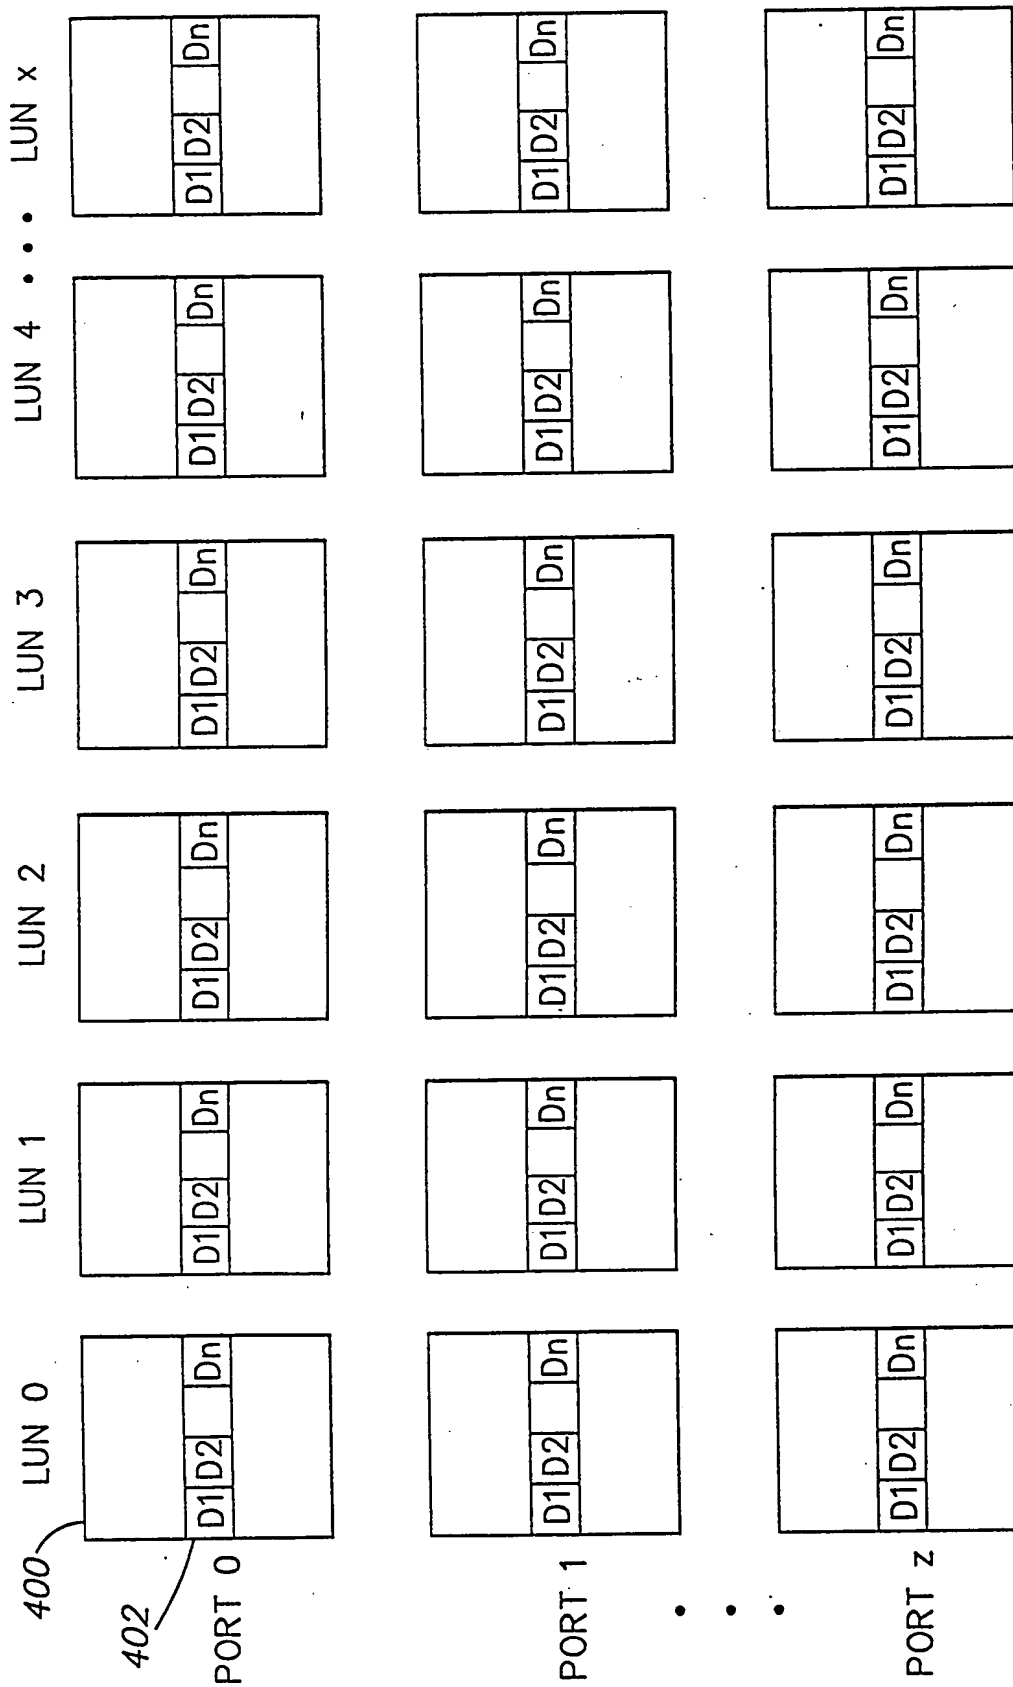 LUN 0 LUN 1 LUN 2 LUN 3 LUN 4 • • • LUN x
400
402
D1 D2 Dn D1 D2 Dn D1 D2 Dn D1 D2 Dn D1 D2 Dn D1 D2 Dn
PORT 0
D1 D2 Dn D1 D2 Dn D1 D2 Dn D1 D2 Dn D1 D2 Dn D1 D2 Dn
PORT 1
•
•
•
D1 D2 Dn D1 D2 Dn D1 D2 Dn D1 D2 Dn D1 D2 Dn D1 D2 Dn
PORT z